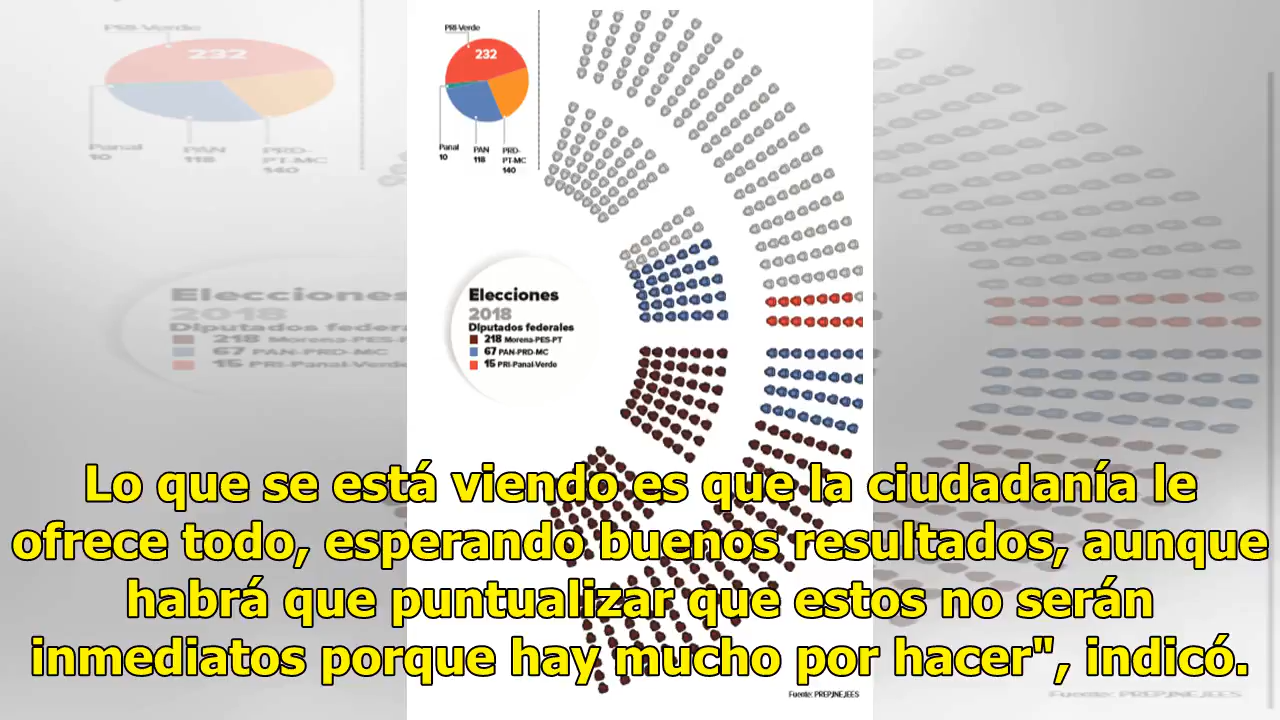 PRI-Verde
232
Panal
10
PAN
118
PRD-
PT-MC
140
Elecciones
2018
Diputados federales
218 Morena-PES-PT
67 PAN-PRD-MC
15 PRI-Panal-Verde
Lo que se está viendo es que la ciudadanía le
ofrece todo, esperando buenos resultados, aunque
habrá que puntualizar que estos no serán
inmediatos porque hay mucho por hacer", indicó.
Fuente: PREP,INE,IEES